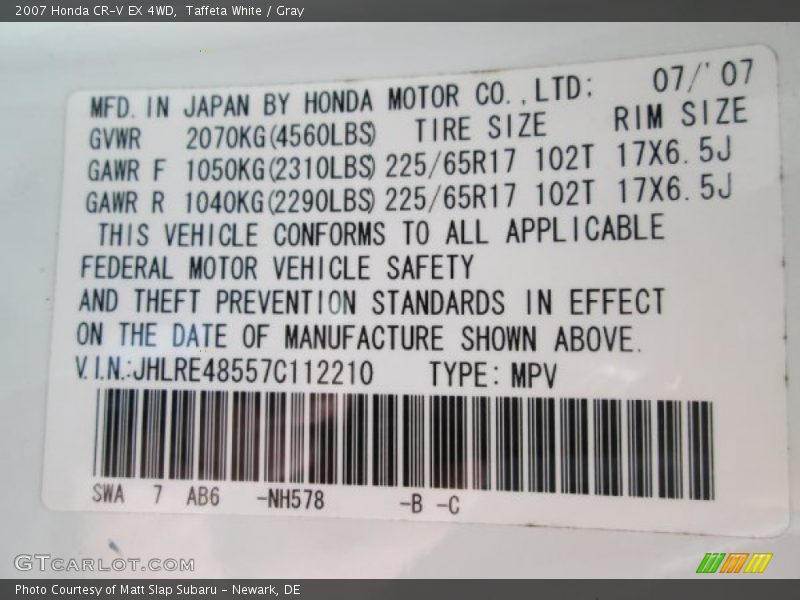 2007 Honda CR-V EX 4WD, Taffeta White / Gray
MFD. IN JAPAN BY HONDA MOTOR CO., LTD: 07/'07
GVWR 2070KG(4560LBS) TIRE SIZE RIM SIZE
GAWR F 1050KG(2310LBS) 225/65R17 102T 17X6.5J
GAWR R 1040KG(2290LBS) 225/65R17 102T 17X6.5J
THIS VEHICLE CONFORMS TO ALL APPLICABLE
FEDERAL MOTOR VEHICLE SAFETY
AND THEFT PREVENTION STANDARDS IN EFFECT
ON THE DATE OF MANUFACTURE SHOWN ABOVE.
V.I.N.:JHLRE48557C112210 TYPE: MPV
SWA 7 AB6 -NH578 -B -C
GTCARLOT.COM
Photo Courtesy of Matt Slap Subaru - Newark, DE